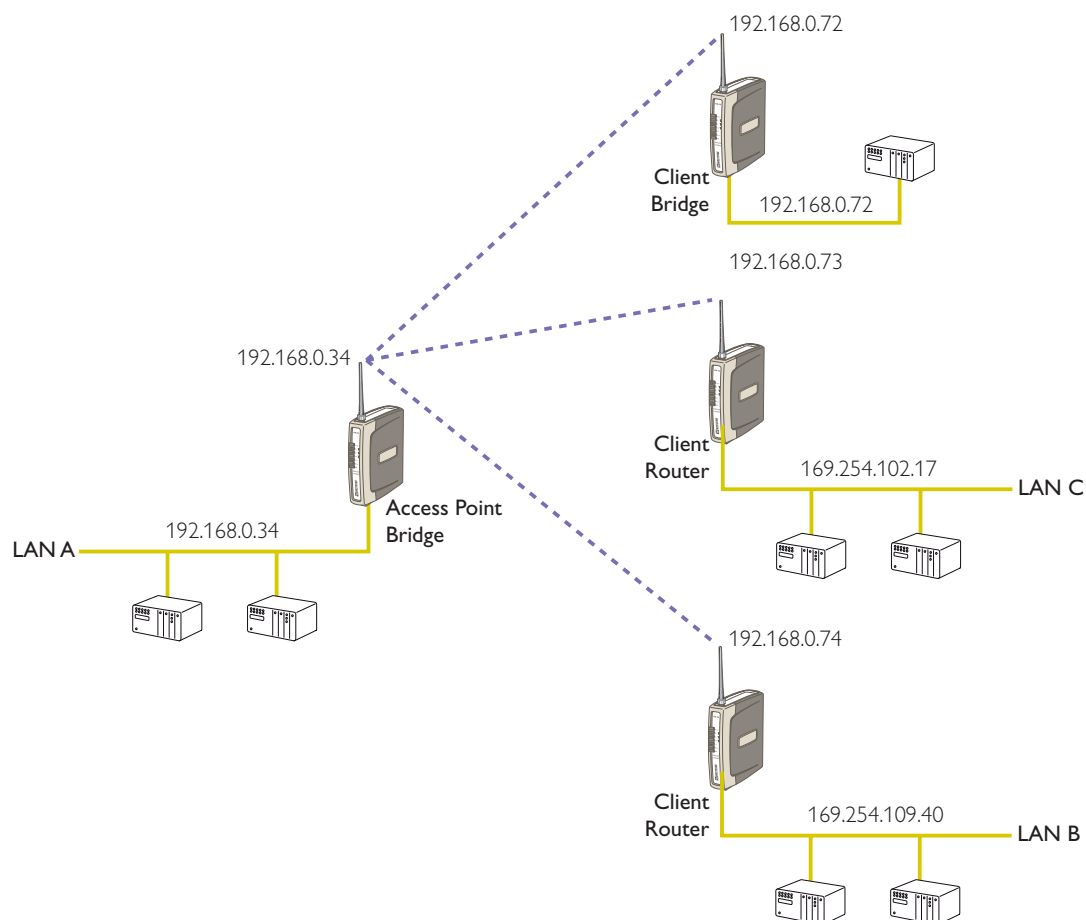 192.168.0.72
Client
Bridge
192.168.0.72
192.168.0.73
192.168.0.34
Client
Router
169.254.102.17
LAN C
Access Point
Bridge
192.168.0.34
LAN A
192.168.0.74
Client
Router
169.254.109.40
LAN B